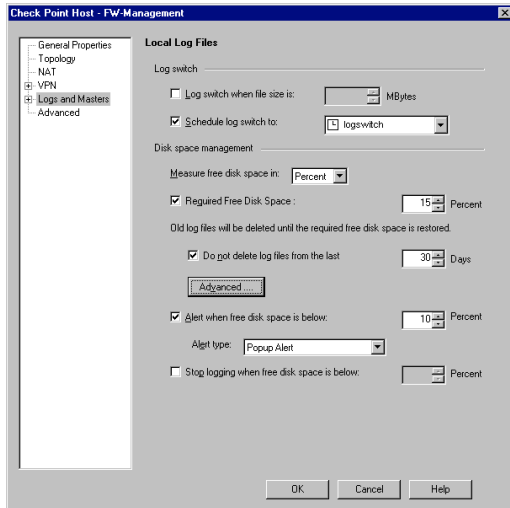 Check Point Host - FW-Management
General Properties
Topology
NAT
VPN
Logs and Masters
Advanced
Local Log Files
Log switch
Log switch when file size is: MBytes
Schedule log switch to: logswitch
Disk space management
Measure free disk space in: Percent
Required Free Disk Space : 15 Percent
Old log files will be deleted until the required free disk space is restored.
Do not delete log files from the last 30 Days
Advanced ....
Alert when free disk space is below: 10 Percent
Alert type: Popup Alert
Stop logging when free disk space is below: Percent
OK Cancel Help